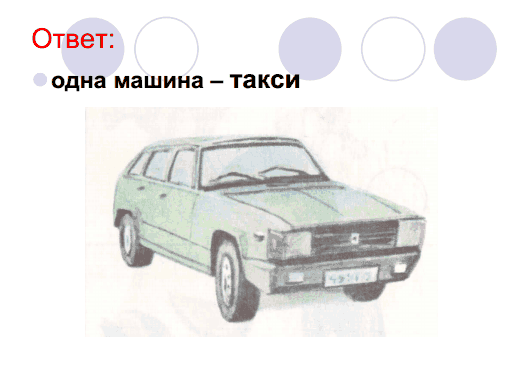 Ответ:
одна машина – такси